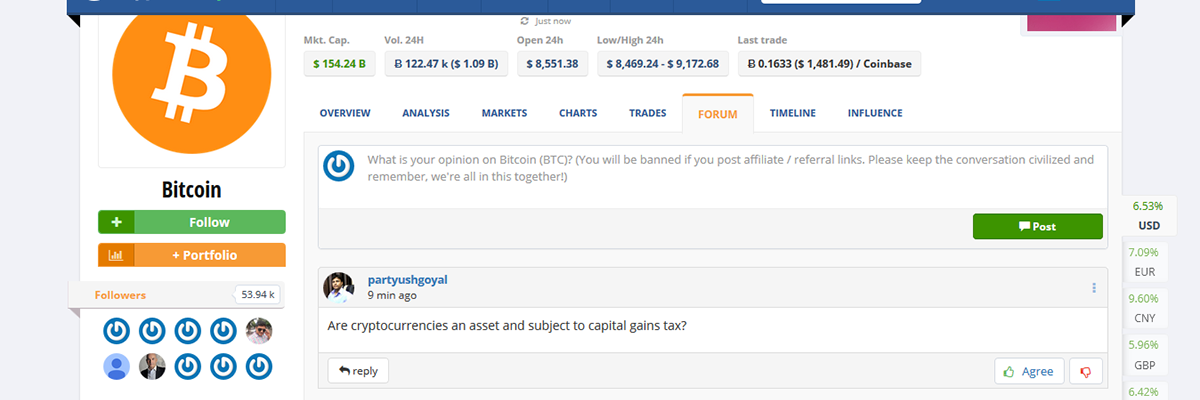 Just now
Mkt. Cap. Vol. 24H Open 24h Low/High 24h Last trade
$ 154.24 B Ƀ 122.47 k ($ 1.09 B) $ 8,551.38 $ 8,469.24 - $ 9,172.68 Ƀ 0.1633 ($ 1,481.49) / Coinbase
OVERVIEW ANALYSIS MARKETS CHARTS TRADES FORUM TIMELINE INFLUENCE
What is your opinion on Bitcoin (BTC)? (You will be banned if you post affiliate / referral links. Please keep the conversation civilized and
remember, we're all in this together!)
Post
Bitcoin
Follow
+ Portfolio
Followers 53.94 k
partyushgoyal
9 min ago
Are cryptocurrencies an asset and subject to capital gains tax?
reply Agree
6.53%
USD
7.09%
EUR
9.60%
CNY
5.96%
GBP
6.42%